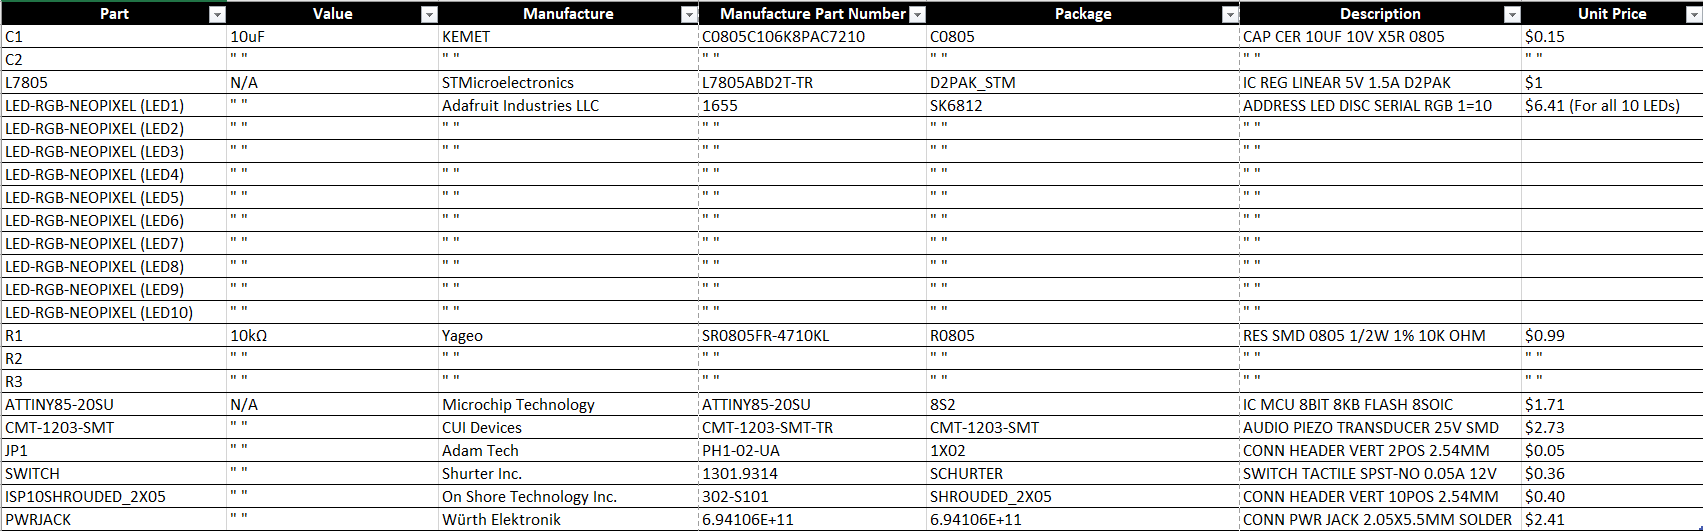 Part Value Manufacture Manufacture Part Number Package Description Unit Price
C1 10uF KEMET C0805C106K8PAC7210 C0805 CAP CER 10UF 10V X5R 0805 $0.15
C2 " " " " " " " " " " " "
L7805 N/A STMicroelectronics L7805ABD2T-TR D2PAK_STM IC REG LINEAR 5V 1.5A D2PAK $1
LED-RGB-NEOPIXEL (LED1) " " Adafruit Industries LLC 1655 SK6812 ADDRESS LED DISC SERIAL RGB 1=10 $6.41 (For all 10 LEDs)
LED-RGB-NEOPIXEL (LED2) " " " " " " " " " "
LED-RGB-NEOPIXEL (LED3) " " " " " " " " " "
LED-RGB-NEOPIXEL (LED4) " " " " " " " " " "
LED-RGB-NEOPIXEL (LED5) " " " " " " " " " "
LED-RGB-NEOPIXEL (LED6) " " " " " " " " " "
LED-RGB-NEOPIXEL (LED7) " " " " " " " " " "
LED-RGB-NEOPIXEL (LED8) " " " " " " " " " "
LED-RGB-NEOPIXEL (LED9) " " " " " " " " " "
LED-RGB-NEOPIXEL (LED10) " " " " " " " " " "
R1 10kΩ Yageo SR0805FR-4710KL R0805 RES SMD 0805 1/2W 1% 10K OHM $0.99
R2 " " " " " " " " " " " "
R3 " " " " " " " " " " " "
ATTINY85-20SU N/A Microchip Technology ATTINY85-20SU 8S2 IC MCU 8BIT 8KB FLASH 8SOIC $1.71
CMT-1203-SMT " " CUI Devices CMT-1203-SMT-TR CMT-1203-SMT AUDIO PIEZO TRANSDUCER 25V SMD $2.73
JP1 " " Adam Tech PH1-02-UA 1X02 CONN HEADER VERT 2POS 2.54MM $0.05
SWITCH " " Shurter Inc. 1301.9314 SCHURTER SWITCH TACTILE SPST-NO 0.05A 12V $0.36
ISP10SHROUDED_2X05 " " On Shore Technology Inc. 302-S101 SHROUDED_2X05 CONN HEADER VERT 10POS 2.54MM $0.40
PWRJACK " " Würth Elektronik 6.94106E+11 6.94106E+11 CONN PWR JACK 2.05X5.5MM SOLDER $2.41